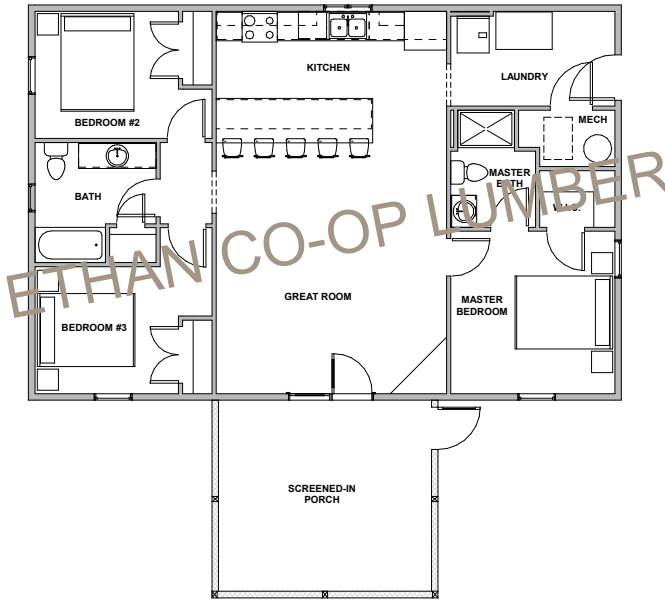 KITCHEN
LAUNDRY
BEDROOM #2
MECH
BATH
MASTER
BATH
W.I.C.
ETHAN CO-OP LUMBER
GREAT ROOM
MASTER
BEDROOM
BEDROOM #3
SCREENED-IN
PORCH